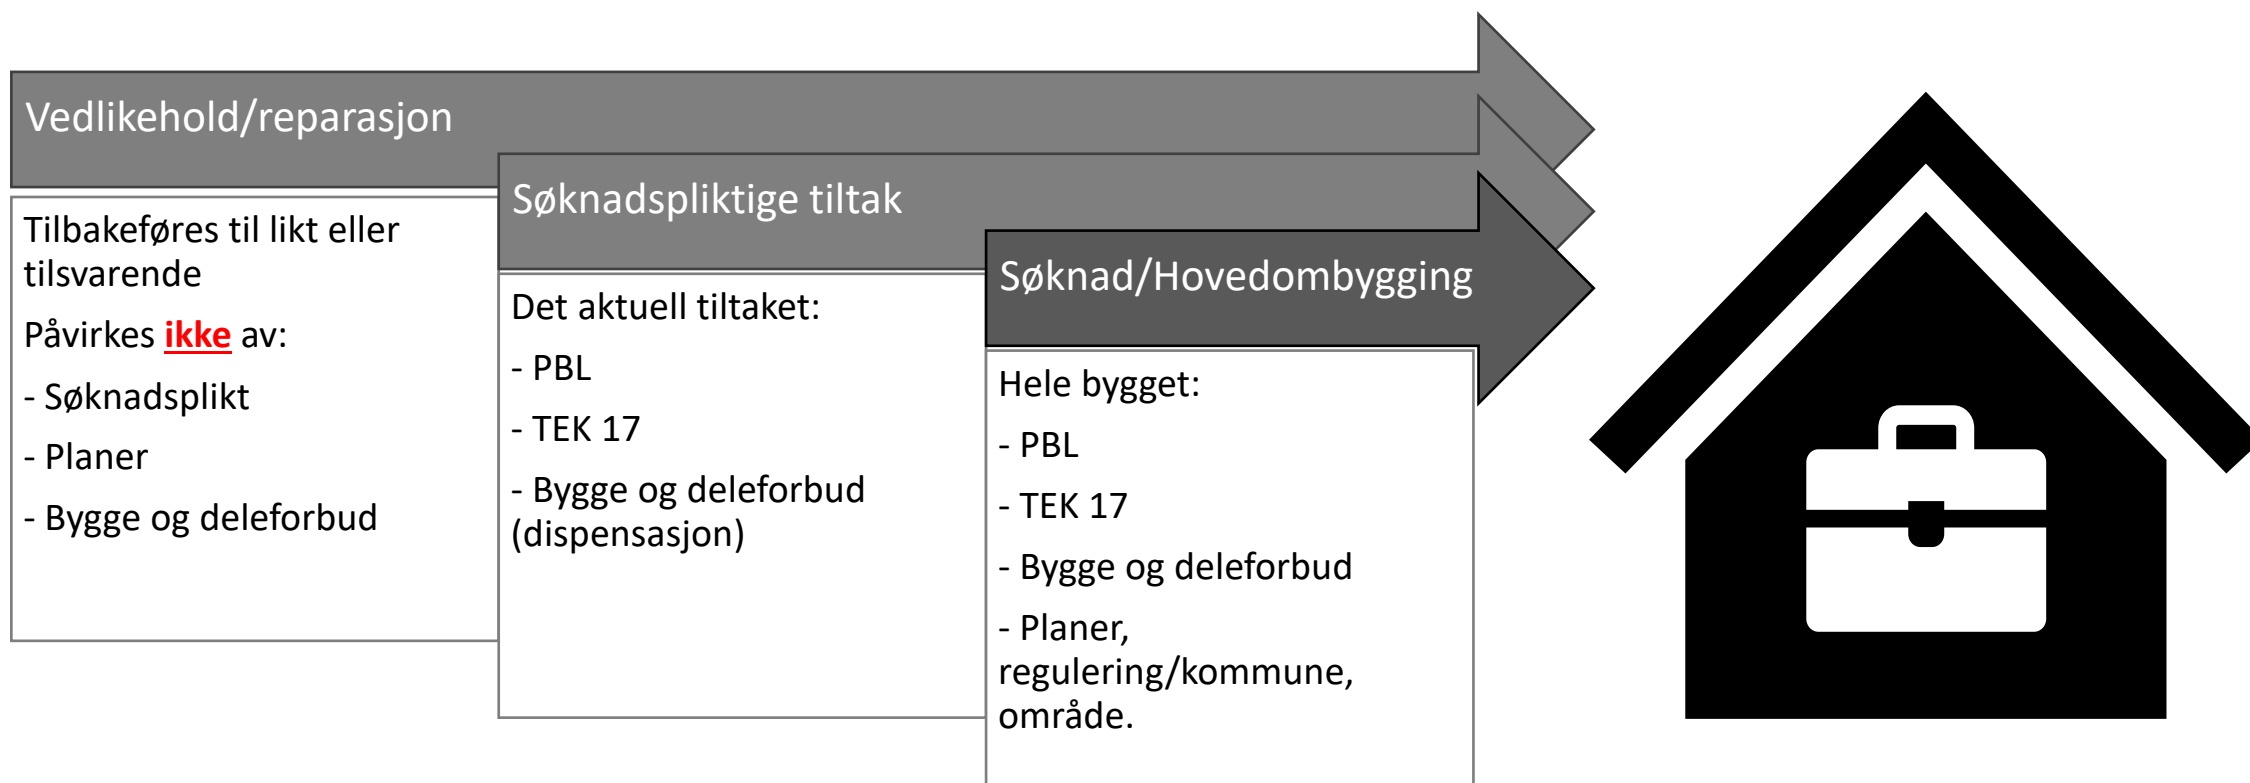 Vedlikehold/reparasjon
Tilbakeføres til likt eller
tilsvarende
Påvirkes ikke av:
- Søknadsplikt
- Planer
- Bygge og deleforbud
Søknadspliktige tiltak
Det aktuell tiltaket:
- PBL
- TEK 17
- Bygge og deleforbud
(dispensasjon)
Søknad/Hovedombygging
Hele bygget:
- PBL
- TEK 17
- Bygge og deleforbud
- Planer,
regulering/kommune,
område.